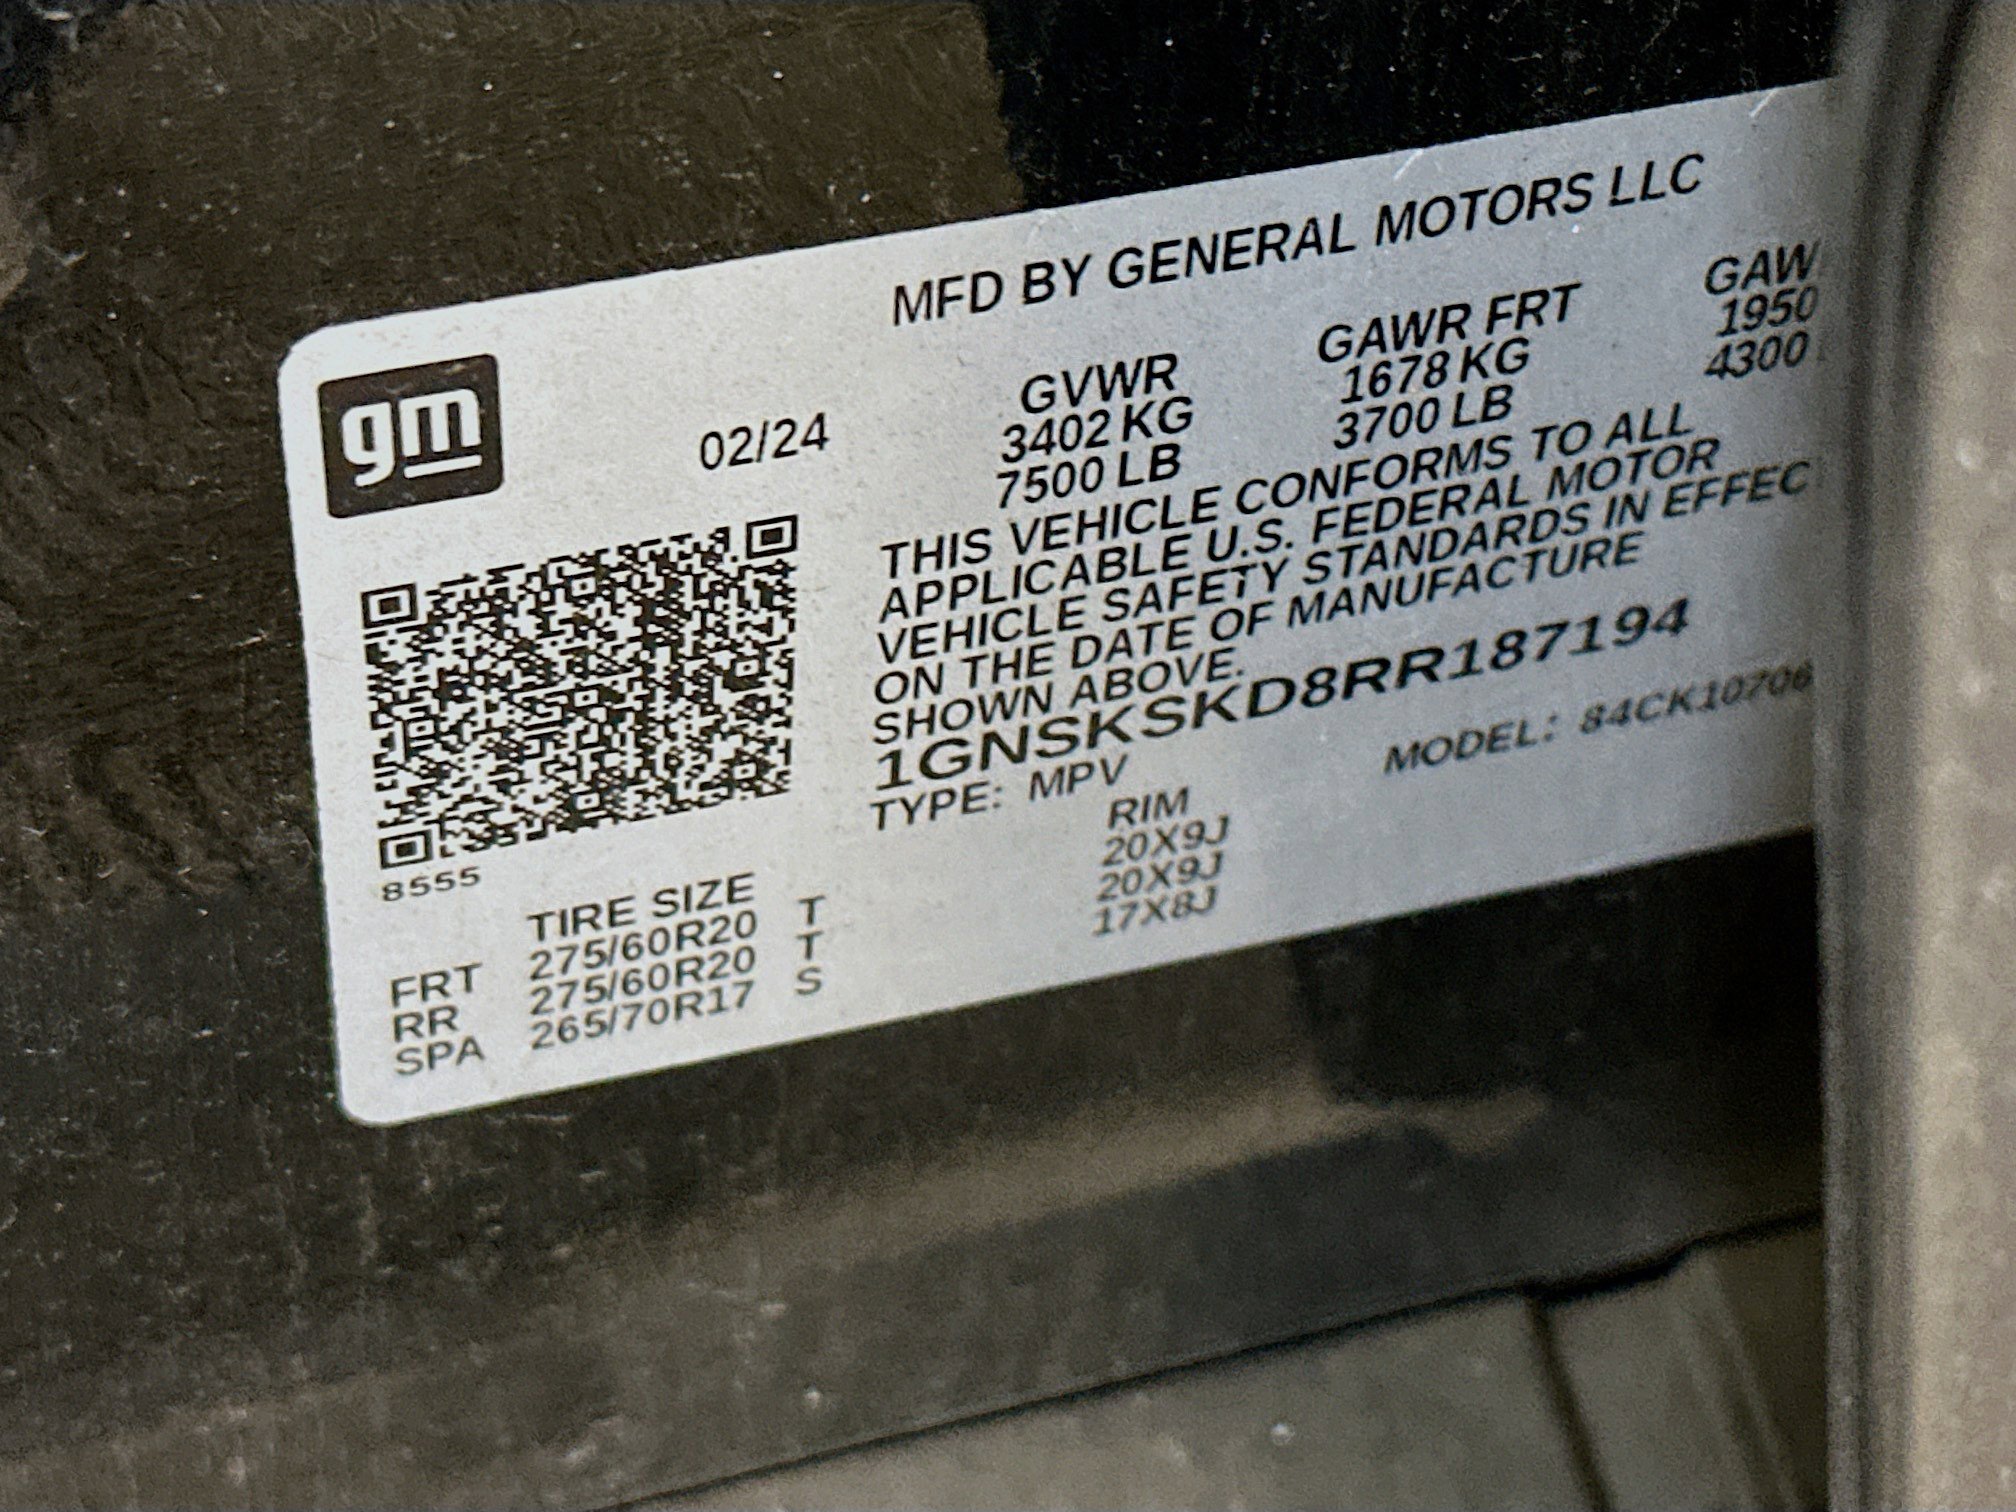 MFD BY GENERAL MOTORS LLC
gm
02/24
GVWR GAWR FRT GAW
3402 KG 1678 KG 1950
7500 LB 3700 LB 4300
THIS VEHICLE CONFORMS TO ALL
APPLICABLE U.S. FEDERAL MOTOR
VEHICLE SAFETY STANDARDS IN EFFEC
ON THE DATE OF MANUFACTURE
SHOWN ABOVE.
1GNSKSKD8RR187194
TYPE: MPV MODEL: 84CK10706
8555
TIRE SIZE RIM
FRT 275/60R20 T 20X9J
RR 275/60R20 T 20X9J
SPA 265/70R17 S 17X8J